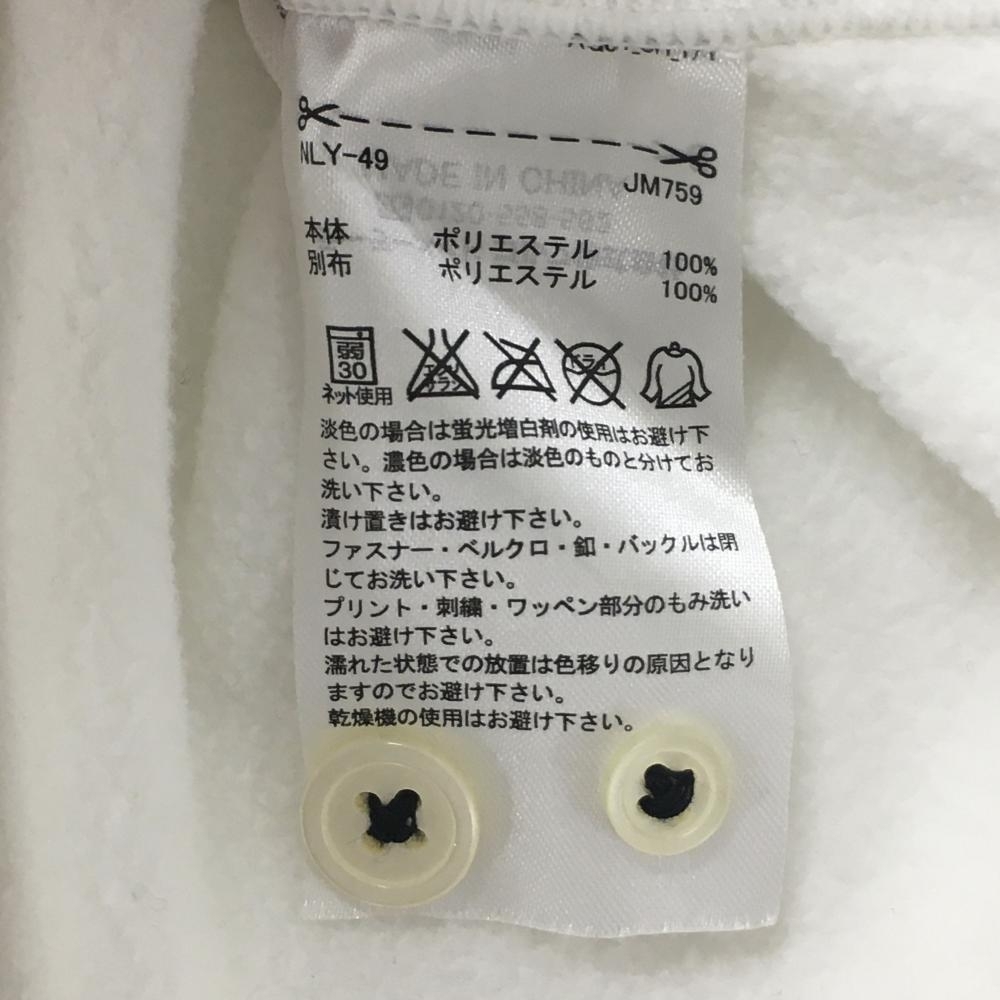 NLY-49
JM759
本体 ポリエステル 100%
別布 ポリエステル 100%
弱
30
ネット使用
エンソ
チラシ
ドライ
淡色の場合は蛍光増白剤の使用はお避け下
さい。濃色の場合は淡色のものと分けてお
洗い下さい。
漬け置きはお避け下さい。
ファスナー・ベルクロ・釦・バックルは閉
じてお洗い下さい。
プリント・刺繍・ワッペン部分のもみ洗い
はお避け下さい。
濡れた状態での放置は色移りの原因となり
ますのでお避け下さい。
乾燥機の使用はお避け下さい。